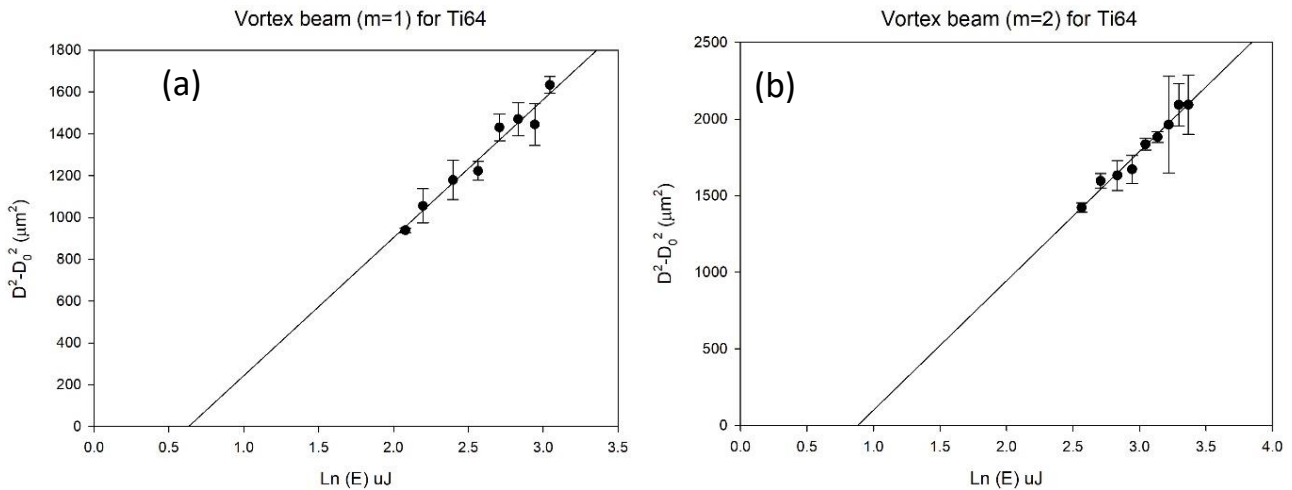 Vortex beam (m=1) for Ti64
(a)
D²-D₀² (μm²)
1800
1600
1400
1200
1000
800
600
400
200
0
0.0 0.5 1.0 1.5 2.0 2.5 3.0 3.5
Ln (E) uJ
Vortex beam (m=2) for Ti64
(b)
D²-D₀² (μm²)
2500
2000
1500
1000
500
0
0.0 0.5 1.0 1.5 2.0 2.5 3.0 3.5 4.0
Ln (E) uJ